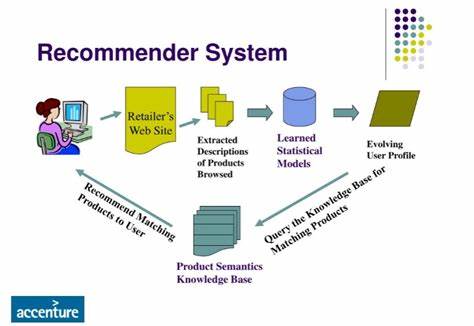 Recommender System
Retailer's
Web Site
Extracted
Descriptions
of Products
Browsed
Learned
Statistical
Models
Evolving
User Profile
Recommend Matching
Products to User
Query the Knowledge Base for
Matching Products
Product Semantics
Knowledge Base
accenture